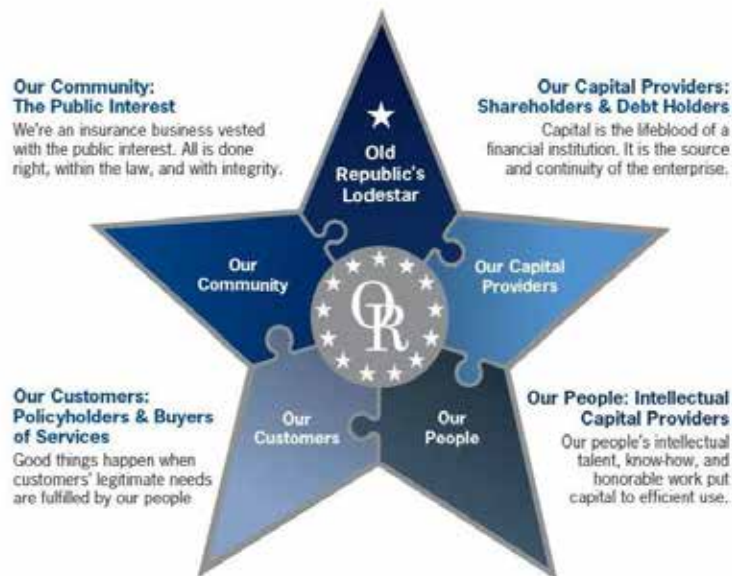 Our Community:
The Public Interest
We're an insurance business vested
with the public interest. All is done
right, within the law, and with integrity.
Our Capital Providers:
Shareholders & Debt Holders
Capital is the lifeblood of a
financial institution. It is the source
and continuity of the enterprise.
Old
Republic's
Lodestar
Our
Community
Our Capital
Providers
OR
Our
Customers
Our
People
Our Customers:
Policyholders & Buyers
of Services
Good things happen when
customers' legitimate needs
are fulfilled by our people
Our People: Intellectual
Capital Providers
Our people's intellectual
talent, know-how, and
honorable work put
capital to efficient use.